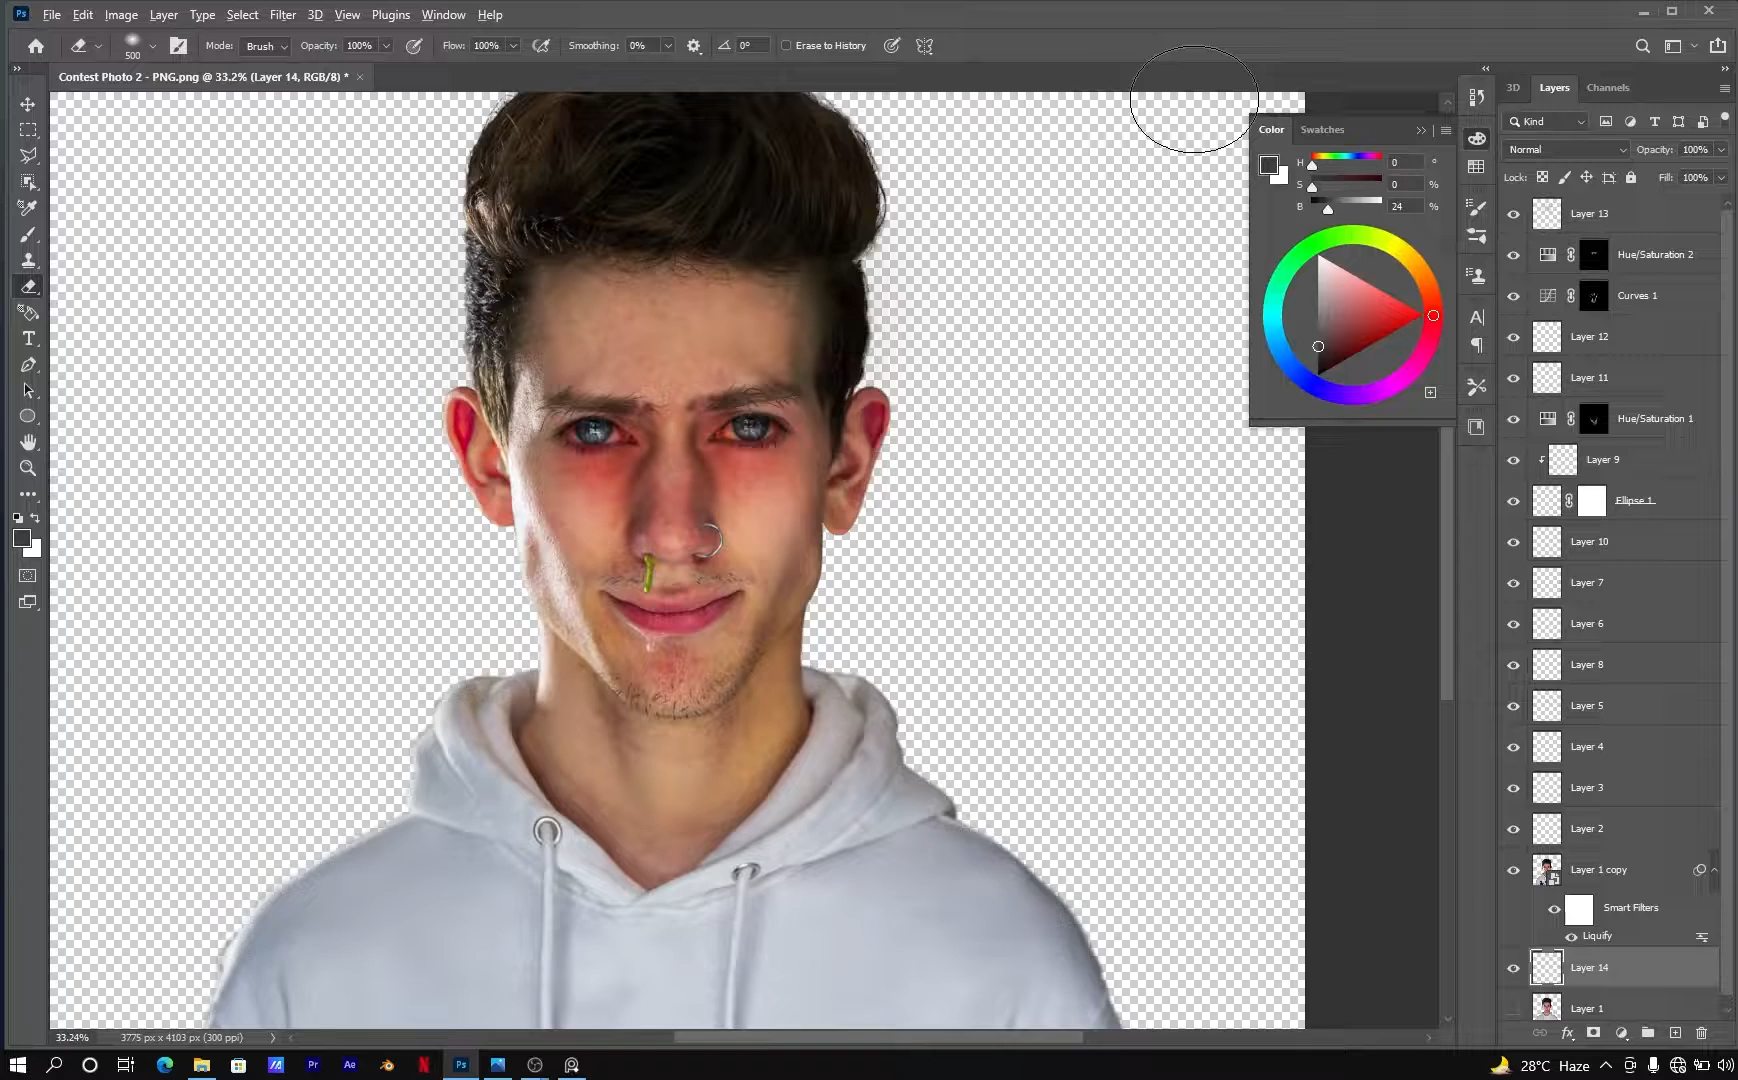 Ps File Edit Image Layer Type Select Filter 3D View Plugins Window Help
500 Mode: Brush Opacity: 100% Flow: 100% Smoothing: 0% 0° Erase to History
Contest Photo 2 - PNG.png @ 33.2% (Layer 14, RGB/8) *
Color Swatches
H 0 °
S 0 %
B 24 %
3D Layers Channels
Kind
Normal Opacity: 100%
Lock: Fill: 100%
Layer 13
Hue/Saturation 2
Curves 1
Layer 12
Layer 11
Hue/Saturation 1
Layer 9
Ellipse 1
Layer 10
Layer 7
Layer 6
Layer 8
Layer 5
Layer 4
Layer 3
Layer 2
Layer 1 copy
Smart Filters
Liquify
Layer 14
Layer 1
33.24% 3775 px x 4103 px (300 ppi)
Pr Ae N Ps 28°C Haze